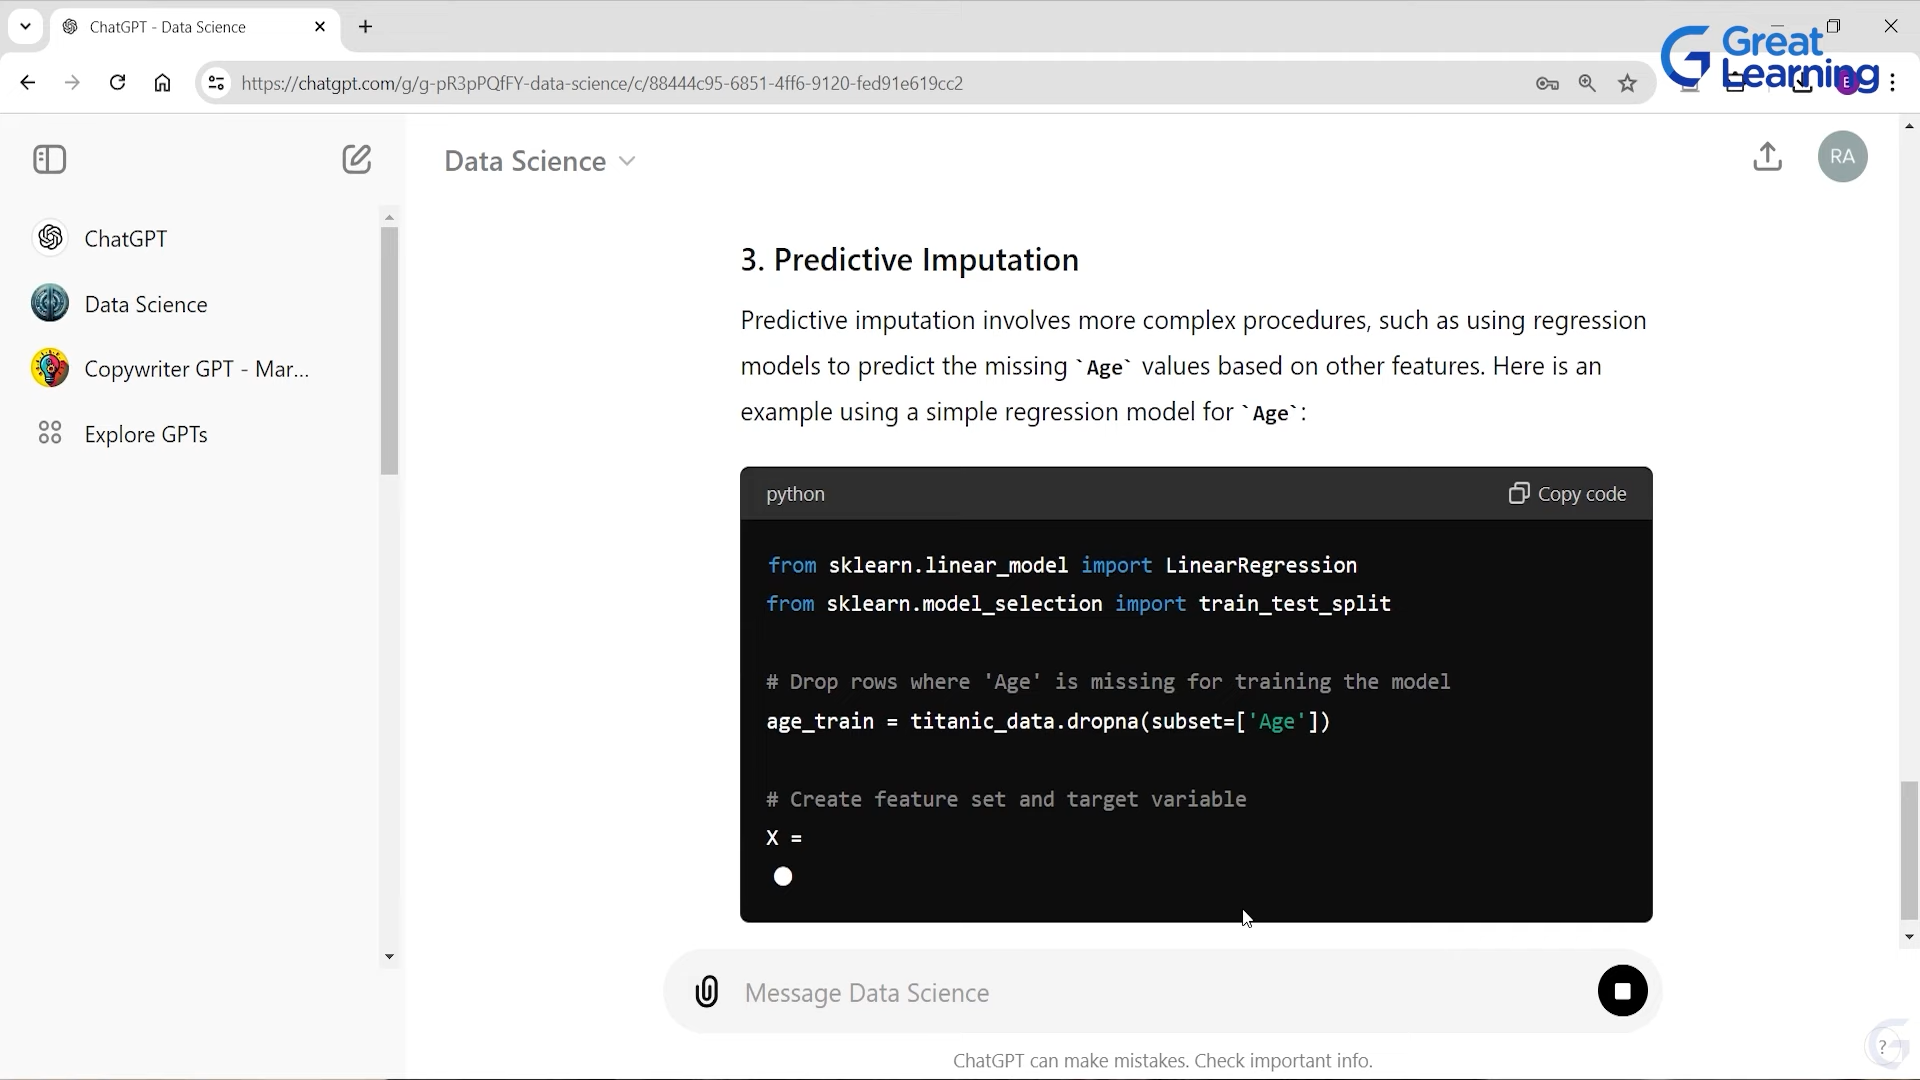 ChatGPT - Data Science
Great
Learning
https://chatgpt.com/g/g-pR3pPQfFY-data-science/c/88444c95-6851-4ff6-9120-fed91e619cc2
E
Data Science
RA
ChatGPT
Data Science
Copywriter GPT - Mar...
Explore GPTs
3. Predictive Imputation
Predictive imputation involves more complex procedures, such as using regression
models to predict the missing `Age` values based on other features. Here is an
example using a simple regression model for `Age`:
python
Copy code
from sklearn.linear_model import LinearRegression
from sklearn.model_selection import train_test_split
# Drop rows where 'Age' is missing for training the model
age_train = titanic_data.dropna(subset=['Age'])
# Create feature set and target variable
X =
Message Data Science
ChatGPT can make mistakes. Check important info.
?